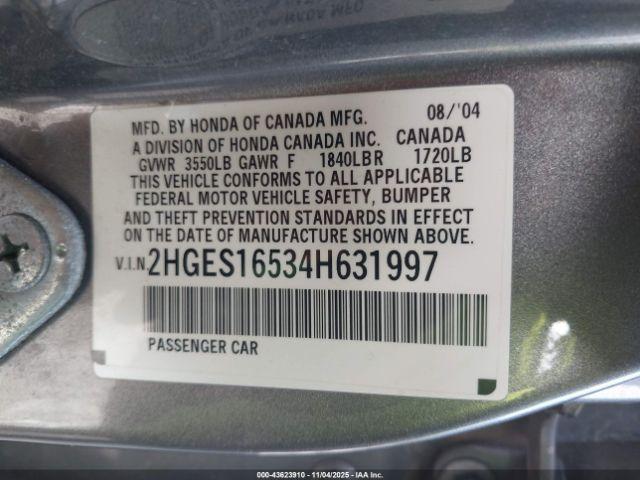 MFD. BY HONDA OF CANADA MFG. 08/'04
A DIVISION OF HONDA CANADA INC. CANADA
GVWR 3550LB GAWR F 1840LB R 1720LB
THIS VEHICLE CONFORMS TO ALL APPLICABLE
FEDERAL MOTOR VEHICLE SAFETY, BUMPER
AND THEFT PREVENTION STANDARDS IN EFFECT
ON THE DATE OF MANUFACTURE SHOWN ABOVE.
V.I.N. 2HGES16534H631997
PASSENGER CAR
000-43623910 - 11/04/2025 - IAA Inc.